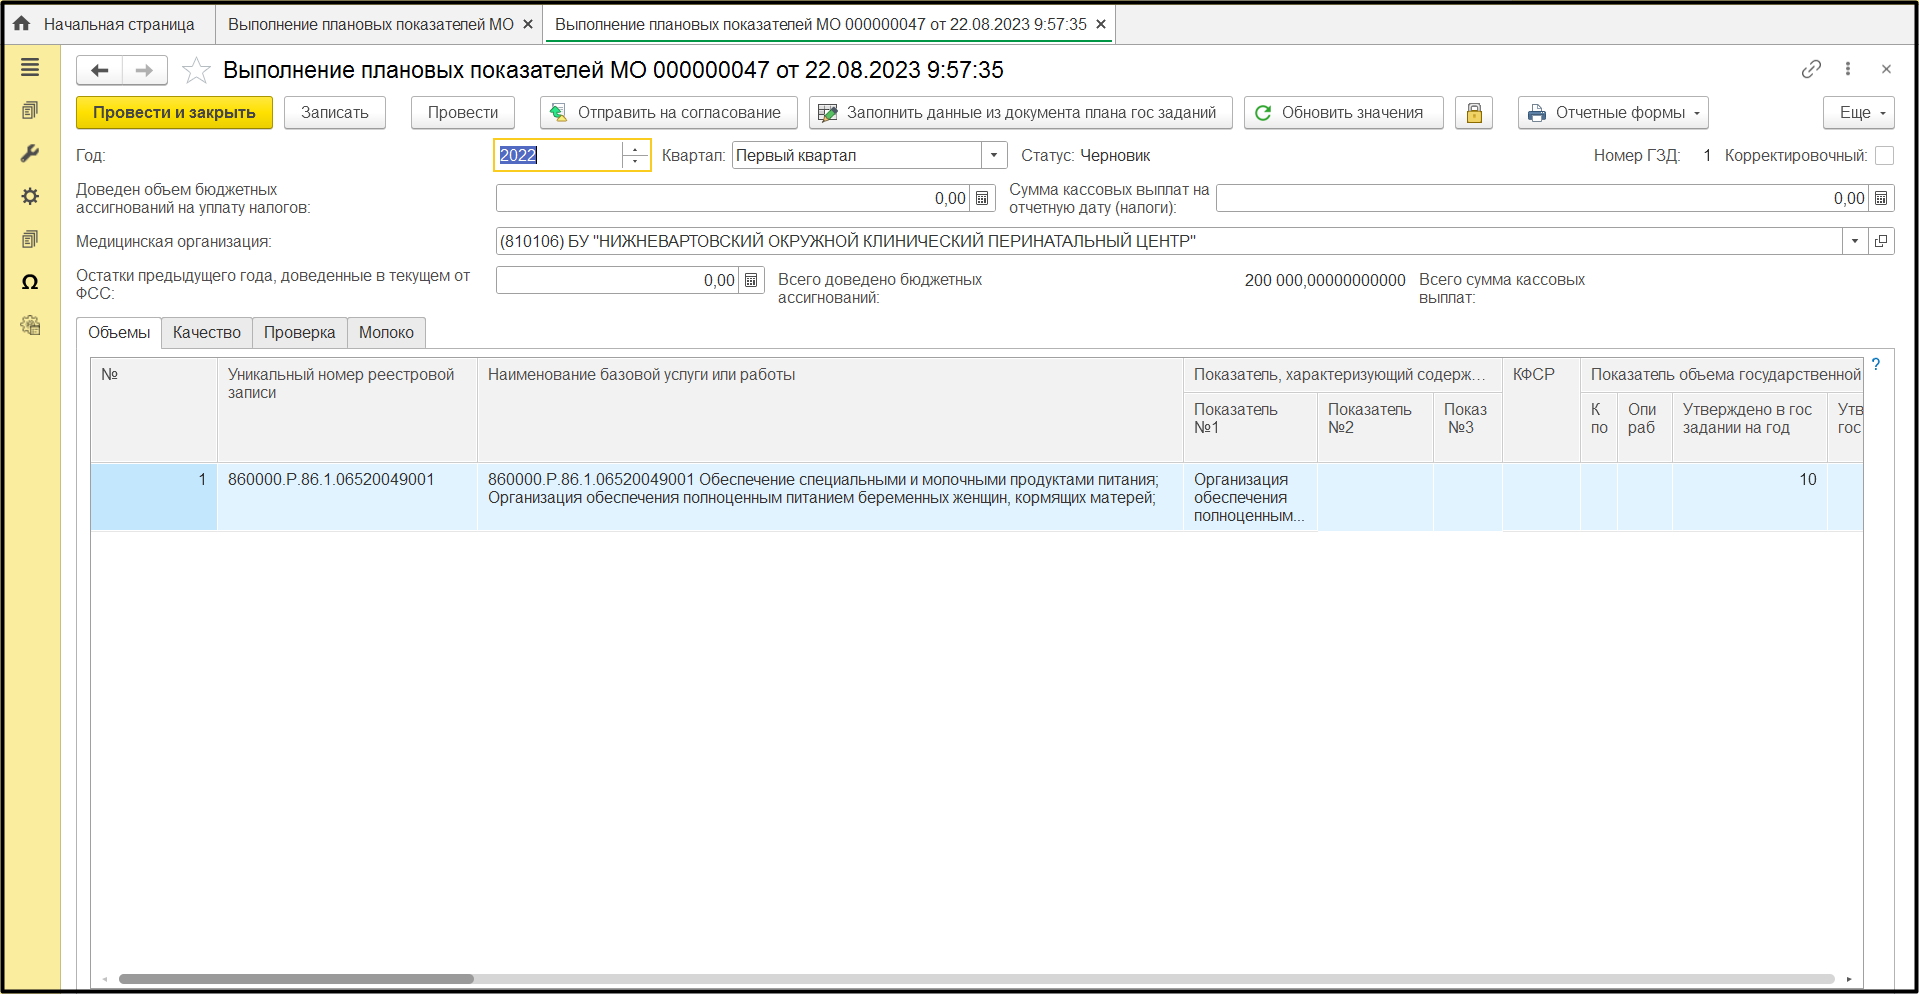 Начальная страница
Выполнение плановых показателей МО
Выполнение плановых показателей МО 000000047 от 22.08.2023 9:57:35
Выполнение плановых показателей МО 000000047 от 22.08.2023 9:57:35
Провести и закрыть
Записать
Провести
Отправить на согласование
Заполнить данные из документа плана гос заданий
Обновить значения
Отчетные формы
Еще
Год:
2022
Квартал:
Первый квартал
Статус: Черновик
Номер ГЗД: 1
Корректировочный:
Доведен объем бюджетных
ассигнований на уплату налогов:
0,00
Сумма кассовых выплат на
отчетную дату (налоги):
0,00
Медицинская организация:
(810106) БУ "НИЖНЕВАРТОВСКИЙ ОКРУЖНОЙ КЛИНИЧЕСКИЙ ПЕРИНАТАЛЬНЫЙ ЦЕНТР"
Остатки предыдущего года, доведенные в текущем от
ФСС:
0,00
Всего доведено бюджетных
ассигнований:
200 000,00000000000
Всего сумма кассовых
выплат:
Объемы
Качество
Проверка
Молоко
?
№
Уникальный номер реестровой
записи
Наименование базовой услуги или работы
Показатель, характеризующий содерж...
КФСР
Показатель объема государственной
Показатель
№1
Показатель
№2
Показ
№3
К
по
Опи
раб
Утверждено в гос
задании на год
Утв
гос
1
860000.Р.86.1.06520049001
860000.Р.86.1.06520049001 Обеспечение специальными и молочными продуктами питания;
Организация обеспечения полноценным питанием беременных женщин, кормящих матерей;
Организация
обеспечения
полноценным...
10